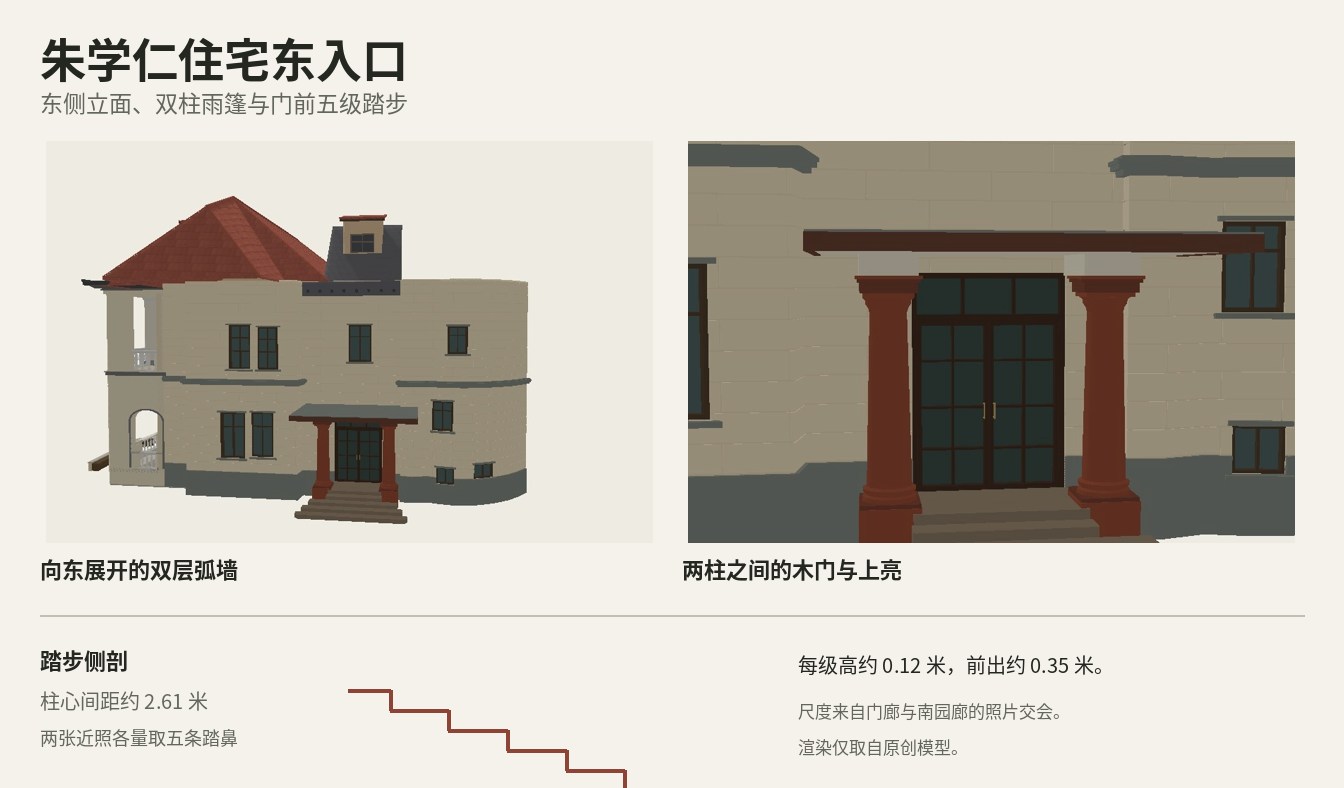 朱学仁住宅东入口
东侧立面、双柱雨篷与门前五级踏步
向东展开的双层弧墙
两柱之间的木门与上亮
踏步侧剖
柱心间距约 2.61 米
两张近照各量取五条踏鼻
每级高约 0.12 米，前出约 0.35 米。
尺度来自门廊与南园廊的照片交会。
渲染仅取自原创模型。